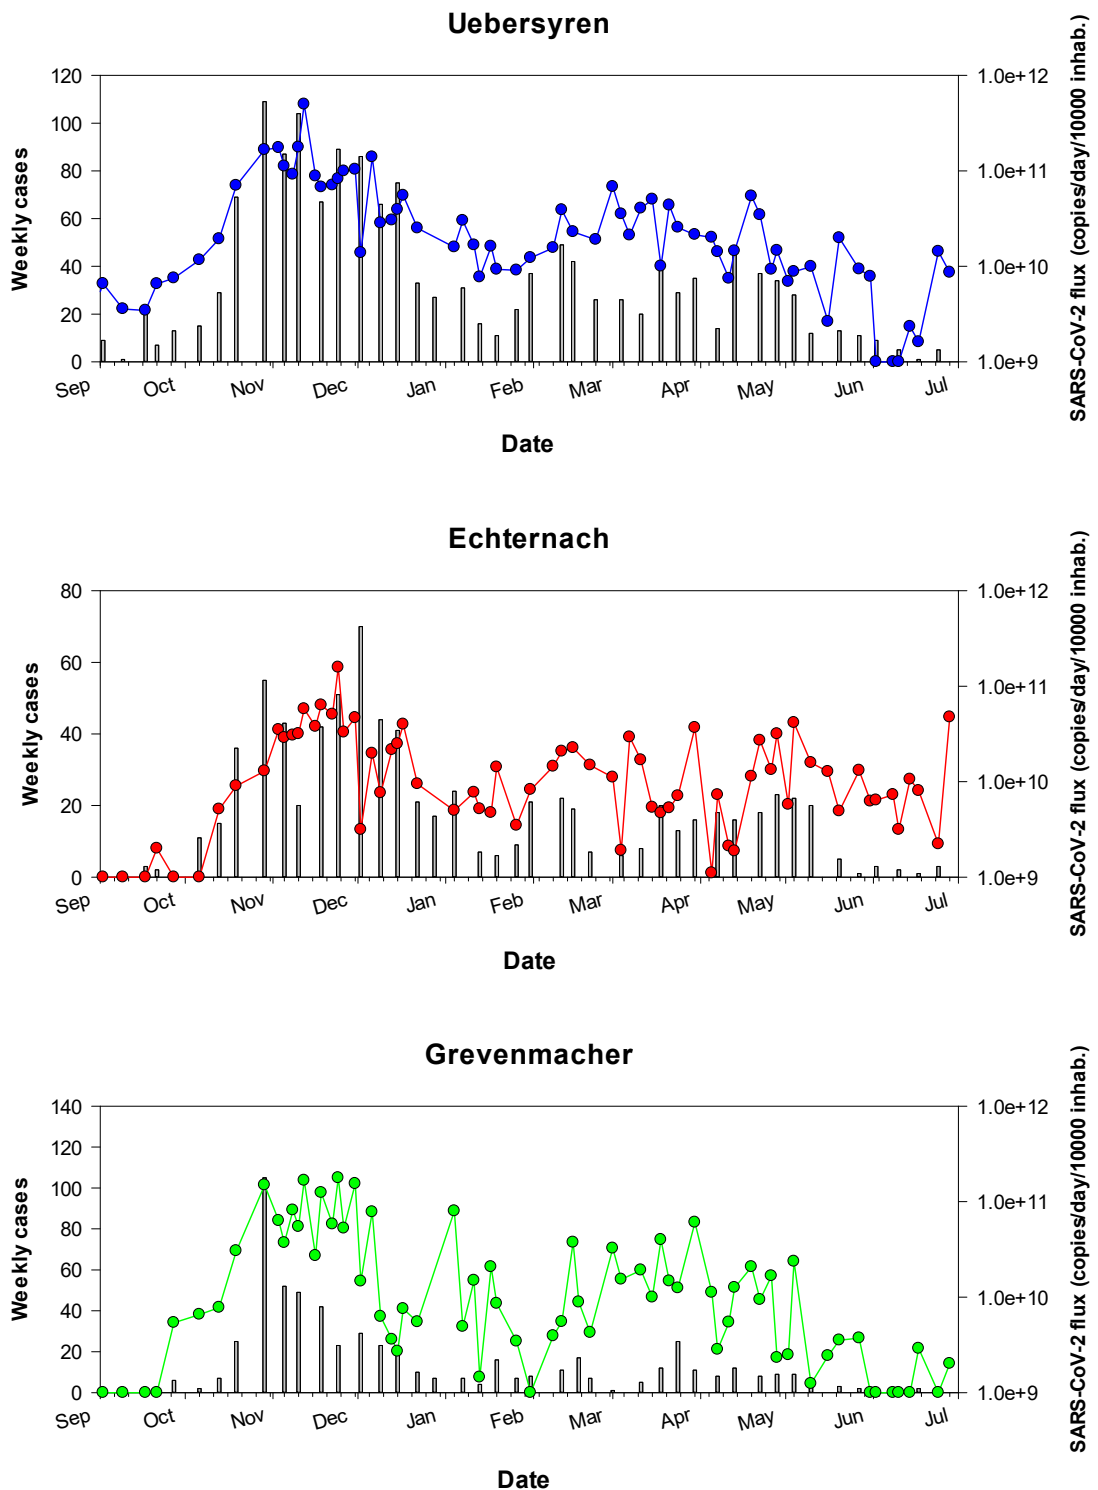 Uebersyren
Weekly cases
120
100
80
60
40
20
0
1.0e+12
1.0e+11
1.0e+10
1.0e+9
SARS-CoV-2 flux (copies/day/10000 inhab.)
Sep Oct Nov Dec Jan Feb Mar Apr May Jun Jul
Date
Echternach
Weekly cases
80
60
40
20
0
1.0e+12
1.0e+11
1.0e+10
1.0e+9
SARS-CoV-2 flux (copies/day/10000 inhab.)
Sep Oct Nov Dec Jan Feb Mar Apr May Jun Jul
Date
Grevenmacher
Weekly cases
140
120
100
80
60
40
20
0
1.0e+12
1.0e+11
1.0e+10
1.0e+9
SARS-CoV-2 flux (copies/day/10000 inhab.)
Sep Oct Nov Dec Jan Feb Mar Apr May Jun Jul
Date